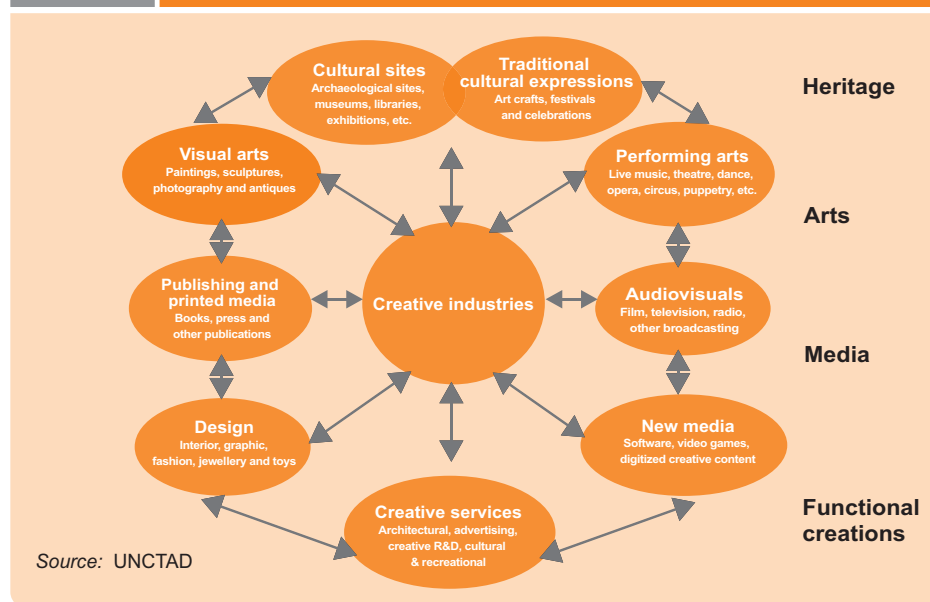 Cultural sites
Archaeological sites,
museums, libraries,
exhibitions, etc.
Traditional
cultural expressions
Art crafts, festivals
and celebrations
Heritage
Visual arts
Paintings, sculptures,
photography and antiques
Performing arts
Live music, theatre, dance,
opera, circus, puppetry, etc.
Arts
Publishing and
printed media
Books, press and
other publications
Creative industries
Audiovisuals
Film, television, radio,
other broadcasting
Media
Design
Interior, graphic,
fashion, jewellery and toys
New media
Software, video games,
digitized creative content
Creative services
Architectural, advertising,
creative R&D, cultural
& recreational
Functional
creations
Source: UNCTAD